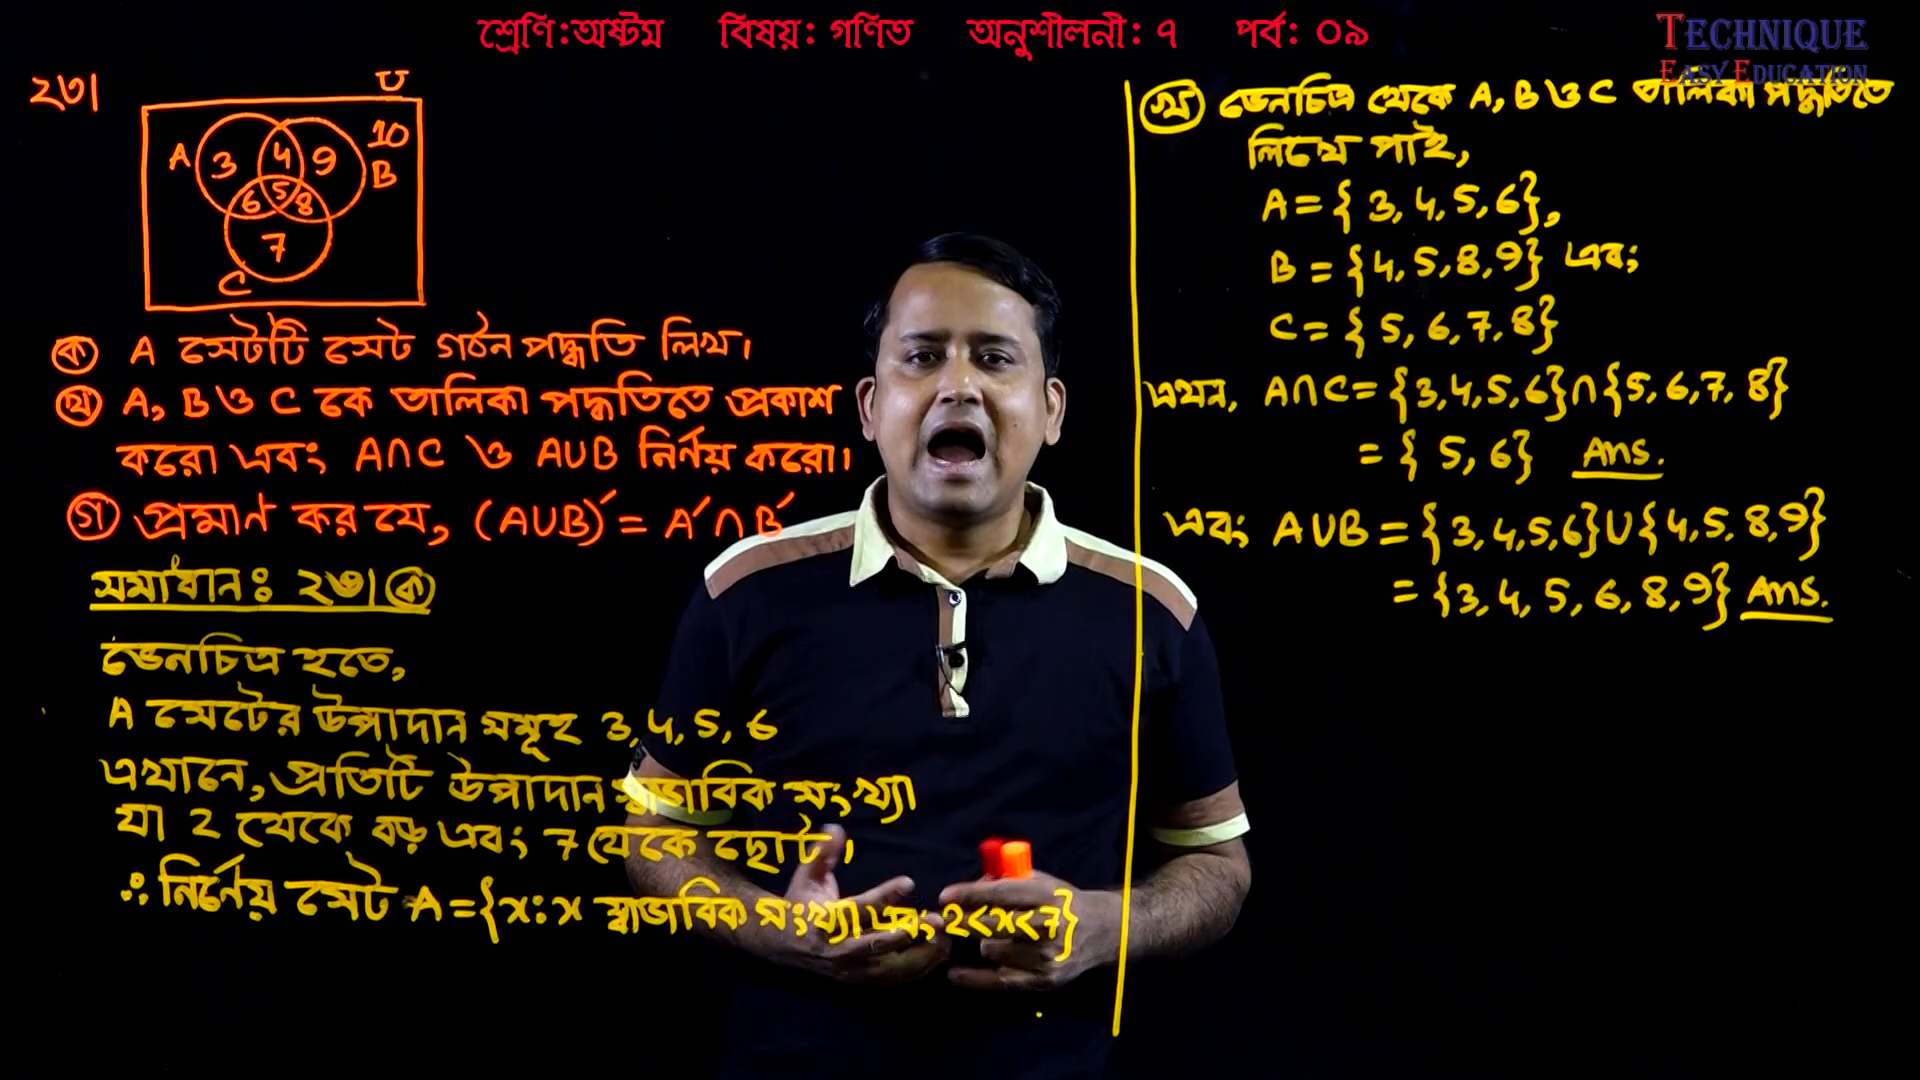 শ্রেণি:অষ্টম বিষয়: গণিত অনুশীলনী: ৭ পর্ব: ০৯
TECHNIQUE
EASY EDUCATION
২৩।
U
A 3 4 9 10
B
6 5 8
7
C
ক A সেটটি সেট গঠন পদ্ধতি লিখ।
খ A, B ও C কে তালিকা পদ্ধতিতে প্রকাশ
করো এবং A∩C ও A∪B নির্ণয় করো।
গ প্রমাণ কর যে, (A∪B)′ = A′∩B′
সমাধান: ২৩। ক
ভেনচিত্র হতে,
A সেটের উপাদান সমূহ 3, 4, 5, 6
এখানে, প্রতিটি উপাদান স্বাভাবিক সংখ্যা
যা 2 থেকে বড় এবং 7 থেকে ছোট।
∴ নির্ণেয় সেট A = {x : x স্বাভাবিক সংখ্যা এবং 2<x<7}
খ ভেনচিত্র থেকে A, B ও C তালিকা পদ্ধতিতে
লিখে পাই,
A = { 3, 4, 5, 6},
B = {4, 5, 8, 9} এবং
C = { 5, 6, 7, 8}
এখন, A∩C = {3, 4, 5, 6}∩{5, 6, 7, 8}
= { 5, 6} Ans.
এবং A∪B = {3, 4, 5, 6}∪{4, 5, 8, 9}
= {3, 4, 5, 6, 8, 9} Ans.